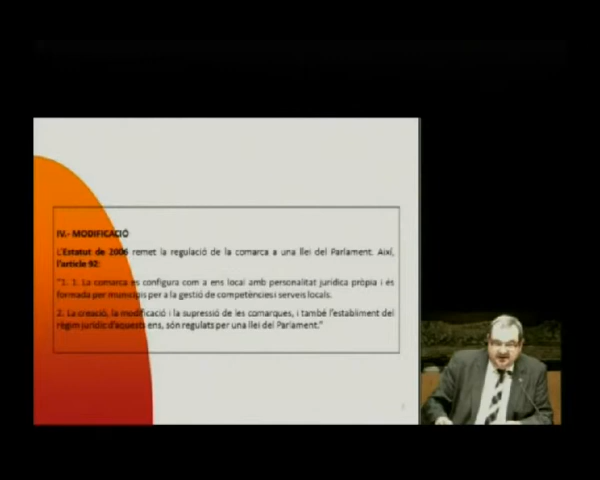 IV.- MODIFICACIÓ
L'Estatut de 2006 remet la regulació de la comarca a una llei del Parlament. Així,
l'article 92:
"1. 1. La comarca es configura com a ens local amb personalitat jurídica pròpia i és
formada per municipis per a la gestió de competències i serveis locals.
2. La creació, la modificació i la supressió de les comarques, i també l'establiment del
règim jurídic d'aquests ens, són regulats per una llei del Parlament."